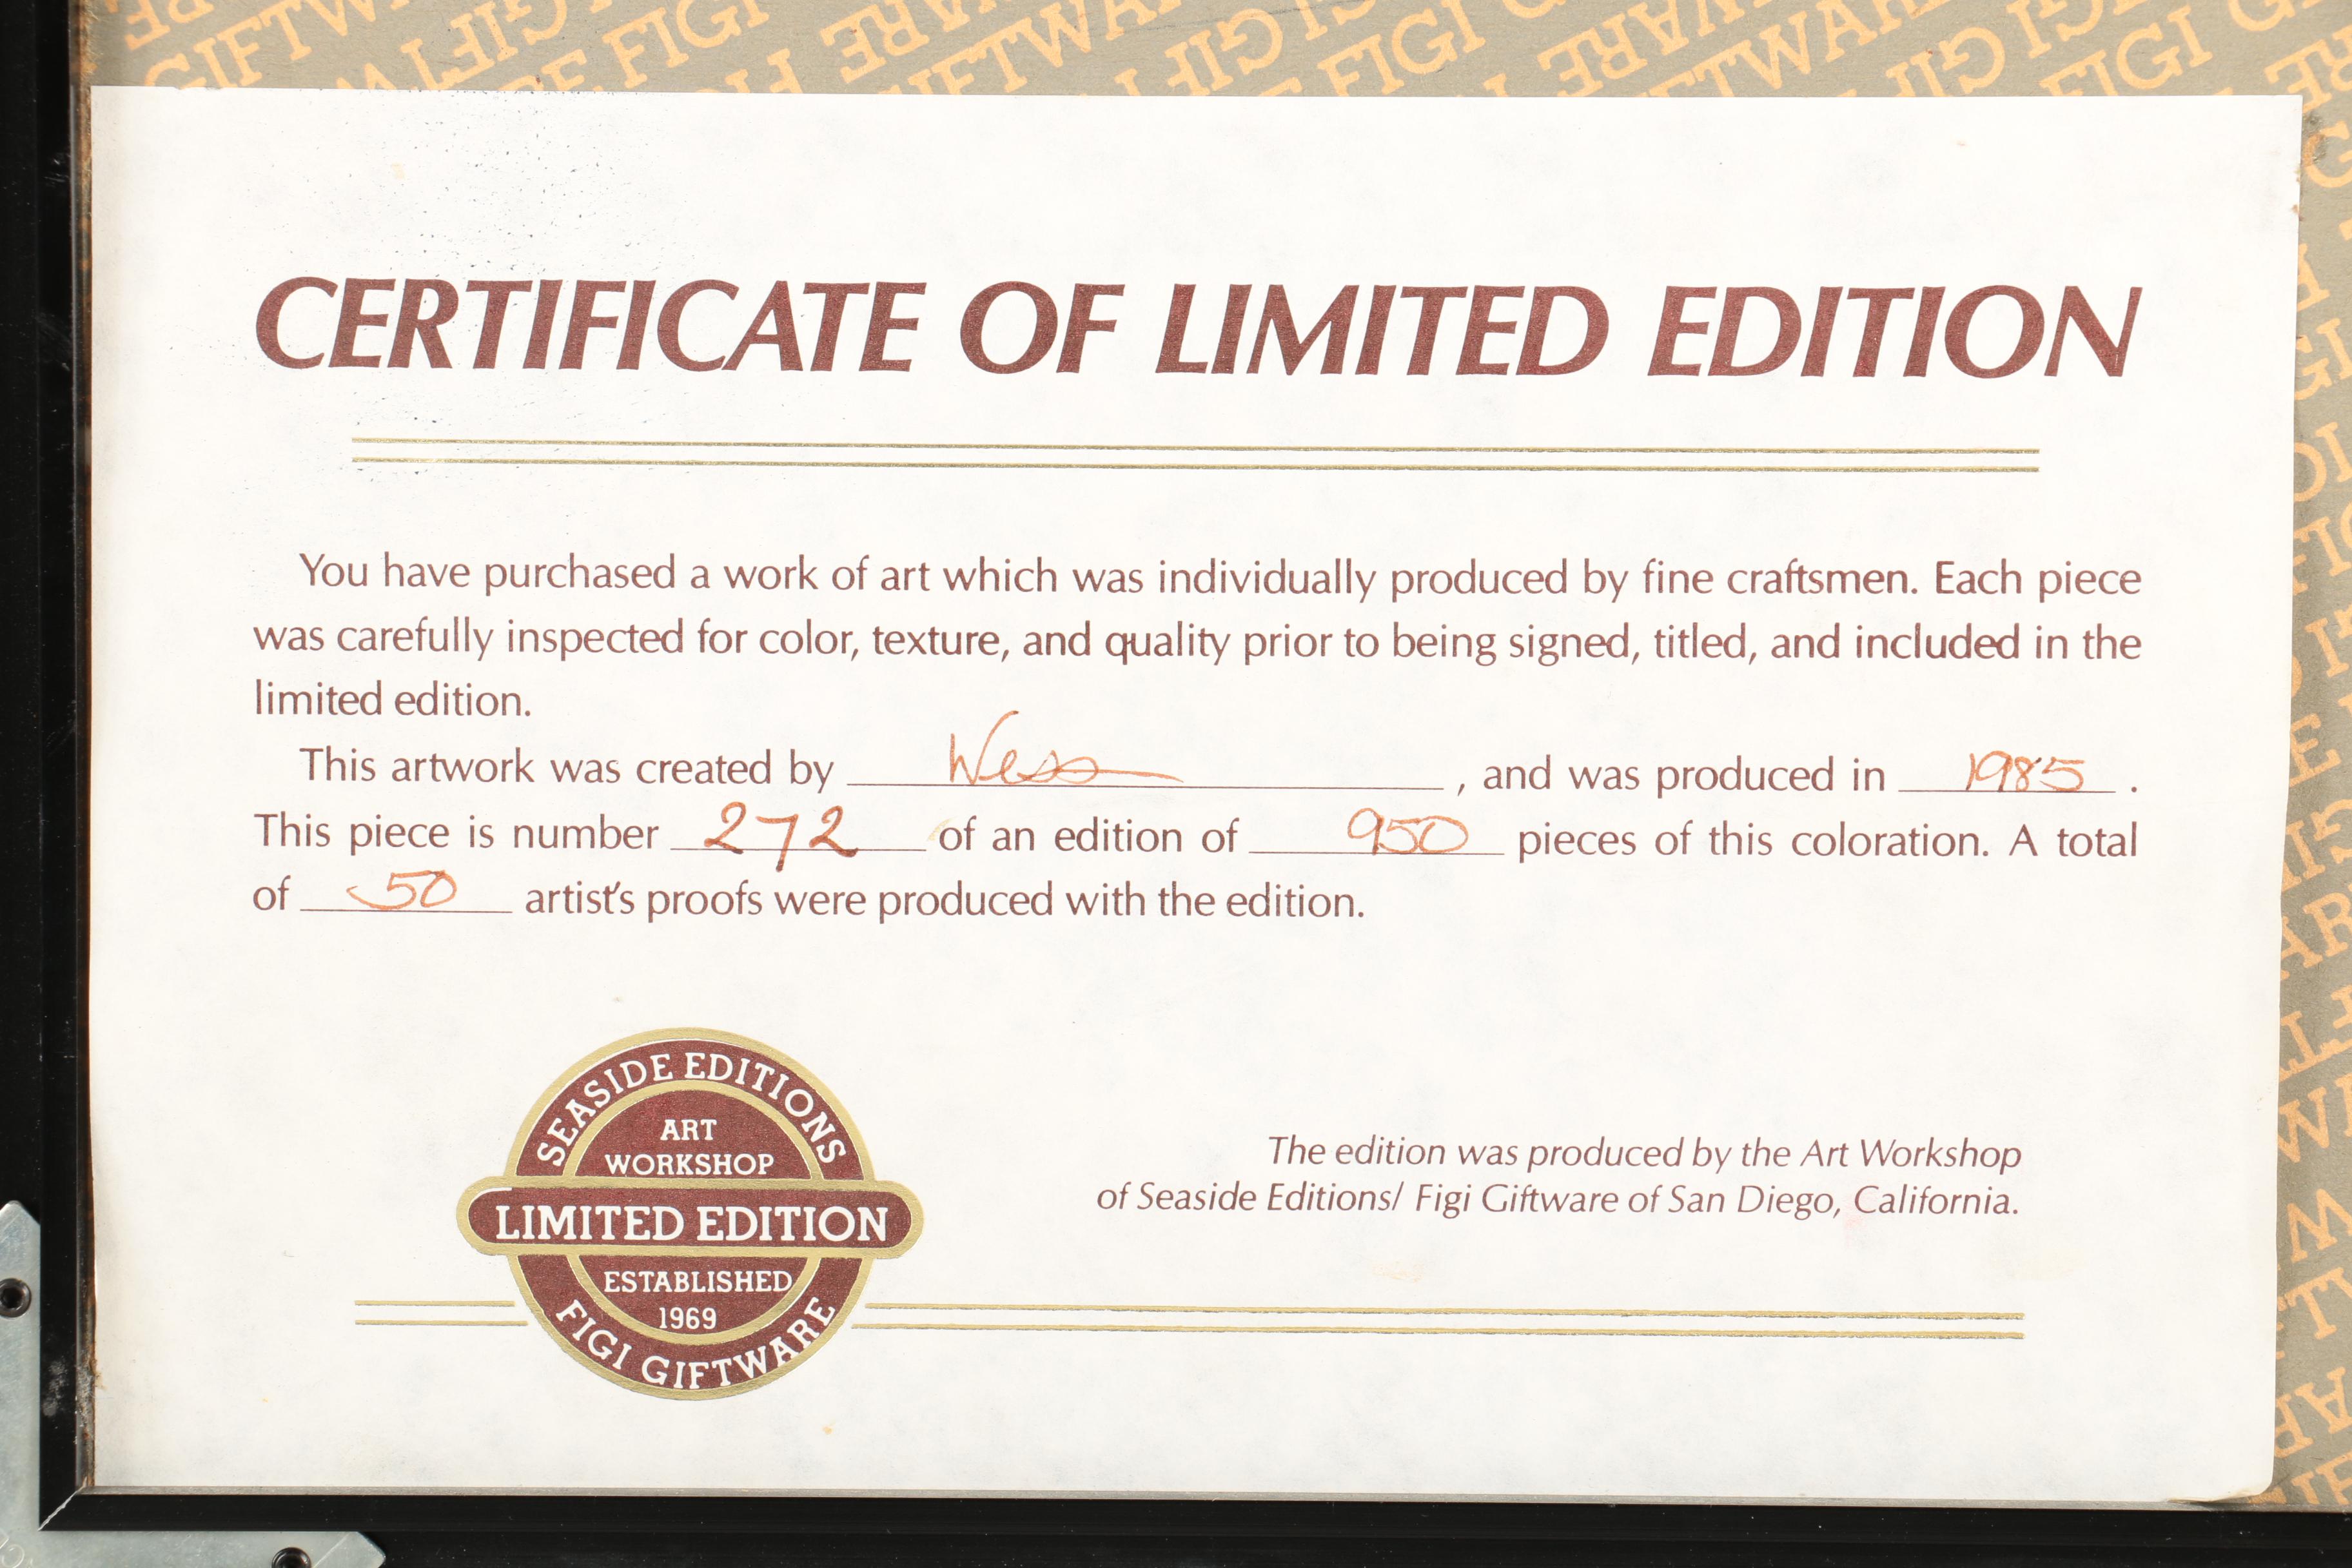 CERTIFICATE OF LIMITED EDITION
You have purchased a work of art which was individually produced by fine craftsmen. Each piece
was carefully inspected for color, texture, and quality prior to being signed, titled, and included in the
limited edition.
This artwork was created by Wess, and was produced in 1985.
This piece is number 272 of an edition of 950 pieces of this coloration. A total
of 50 artist's proofs were produced with the edition.
SEASIDE EDITIONS
ART
WORKSHOP
LIMITED EDITION
ESTABLISHED
1969
FIGI GIFTWARE
The edition was produced by the Art Workshop
of Seaside Editions/ Figi Giftware of San Diego, California.